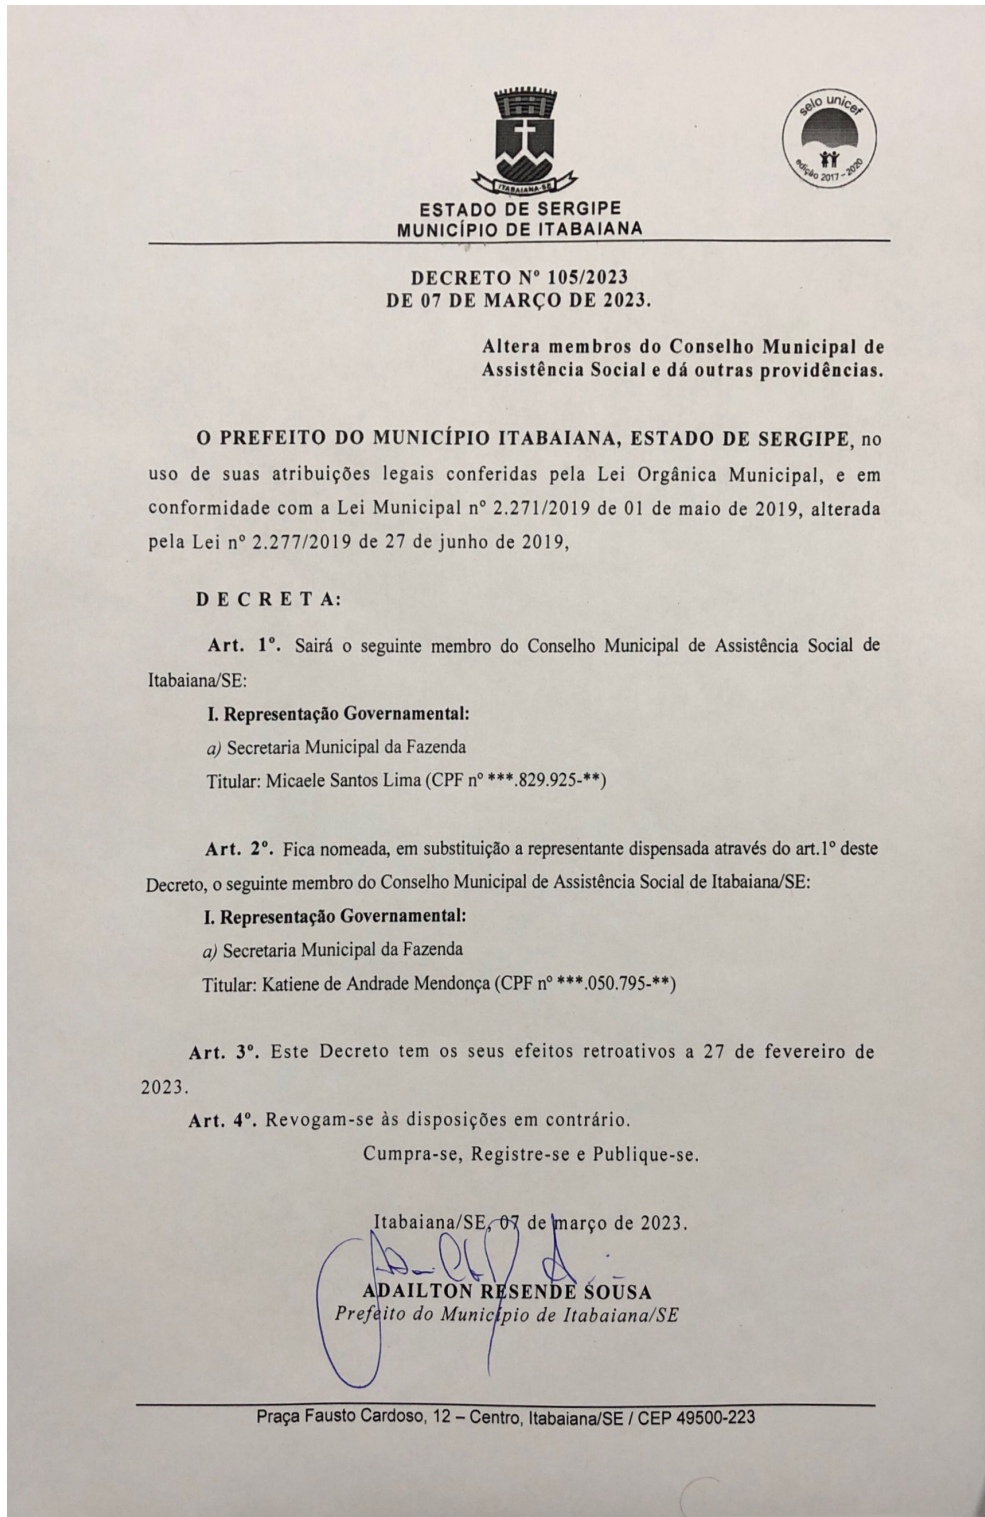 selo unicef
edição 2017 - 2020
ITABAIANA-SE
ESTADO DE SERGIPE
MUNICÍPIO DE ITABAIANA
DECRETO Nº 105/2023
DE 07 DE MARÇO DE 2023.
Altera membros do Conselho Municipal de
Assistência Social e dá outras providências.
O PREFEITO DO MUNICÍPIO ITABAIANA, ESTADO DE SERGIPE, no
uso de suas atribuições legais conferidas pela Lei Orgânica Municipal, e em
conformidade com a Lei Municipal nº 2.271/2019 de 01 de maio de 2019, alterada
pela Lei nº 2.277/2019 de 27 de junho de 2019,
D E C R E T A:
Art. 1º. Sairá o seguinte membro do Conselho Municipal de Assistência Social de
Itabaiana/SE:
I. Representação Governamental:
a) Secretaria Municipal da Fazenda
Titular: Micaele Santos Lima (CPF nº ***.829.925-**)
Art. 2º. Fica nomeada, em substituição a representante dispensada através do art.1º deste
Decreto, o seguinte membro do Conselho Municipal de Assistência Social de Itabaiana/SE:
I. Representação Governamental:
a) Secretaria Municipal da Fazenda
Titular: Katiene de Andrade Mendonça (CPF nº ***.050.795-**)
Art. 3º. Este Decreto tem os seus efeitos retroativos a 27 de fevereiro de
2023.
Art. 4º. Revogam-se às disposições em contrário.
Cumpra-se, Registre-se e Publique-se.
Itabaiana/SE, 07 de março de 2023.
ADAILTON RESENDE SOUSA
Prefeito do Município de Itabaiana/SE
Praça Fausto Cardoso, 12 – Centro, Itabaiana/SE / CEP 49500-223